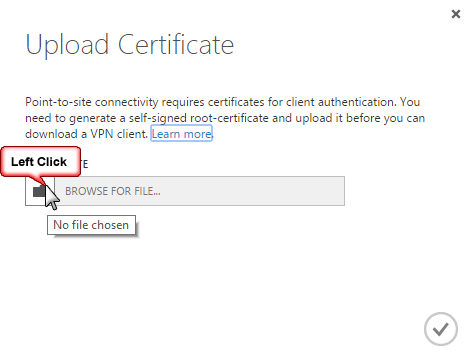 Upload Certificate
Point-to-site connectivity requires certificates for client authentication. You
need to generate a self-signed root-certificate and upload it before you can
download a VPN client. Learn more.
Left Click
TE
BROWSE FOR FILE...
No file chosen